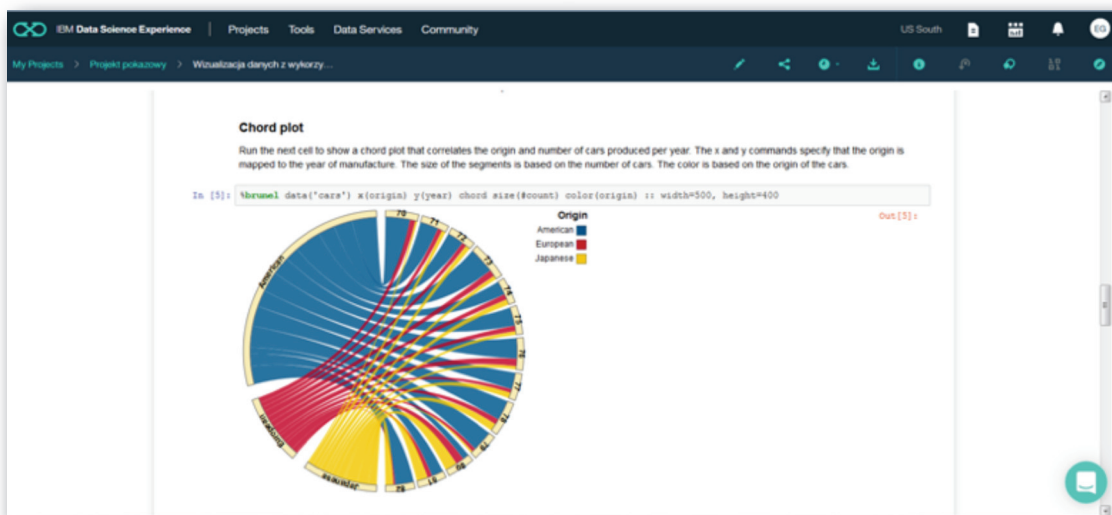 IBM Data Science Experience | Projects Tools Data Services Community US South EG
My Projects > Projekt pokazowy > Wizualizacja danych z wykorzy...
Chord plot
Run the next cell to show a chord plot that correlates the origin and number of cars produced per year. The x and y commands specify that the origin is
mapped to the year of manufacture. The size of the segments is based on the number of cars. The color is based on the origin of the cars.
In [5]: %brunel data('cars') x(origin) y(year) chord size(#count) color(origin) :: width=500, height=400
Out[5]:
Origin
American
European
Japanese
American
European
Japanese
70
71
72
73
74
75
76
77
78
79
80
81
82